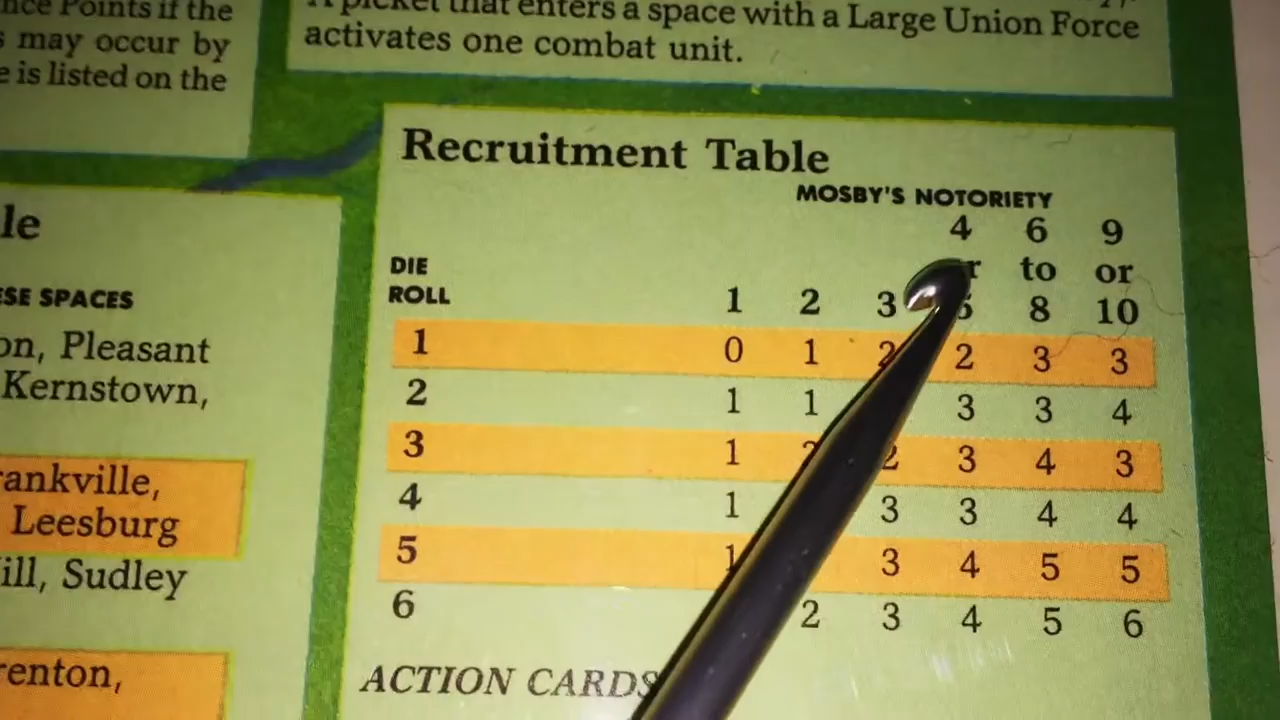 nce Points if the
may occur by
e is listed on the
A picket that enters a space with a Large Union Force
activates one combat unit.
le
ESE SPACES
on, Pleasant
Kernstown,
rankville,
Leesburg
ill, Sudley
renton,
Recruitment Table
MOSBY'S NOTORIETY
4 6 9
DIE r to or
ROLL 1 2 3 8 10
1 0 1 2 2 3 3
2 1 1 3 3 4
3 1 2 3 4 3
4 1 3 3 4 4
5 1 3 4 5 5
6 2 3 4 5 6
ACTION CARDS